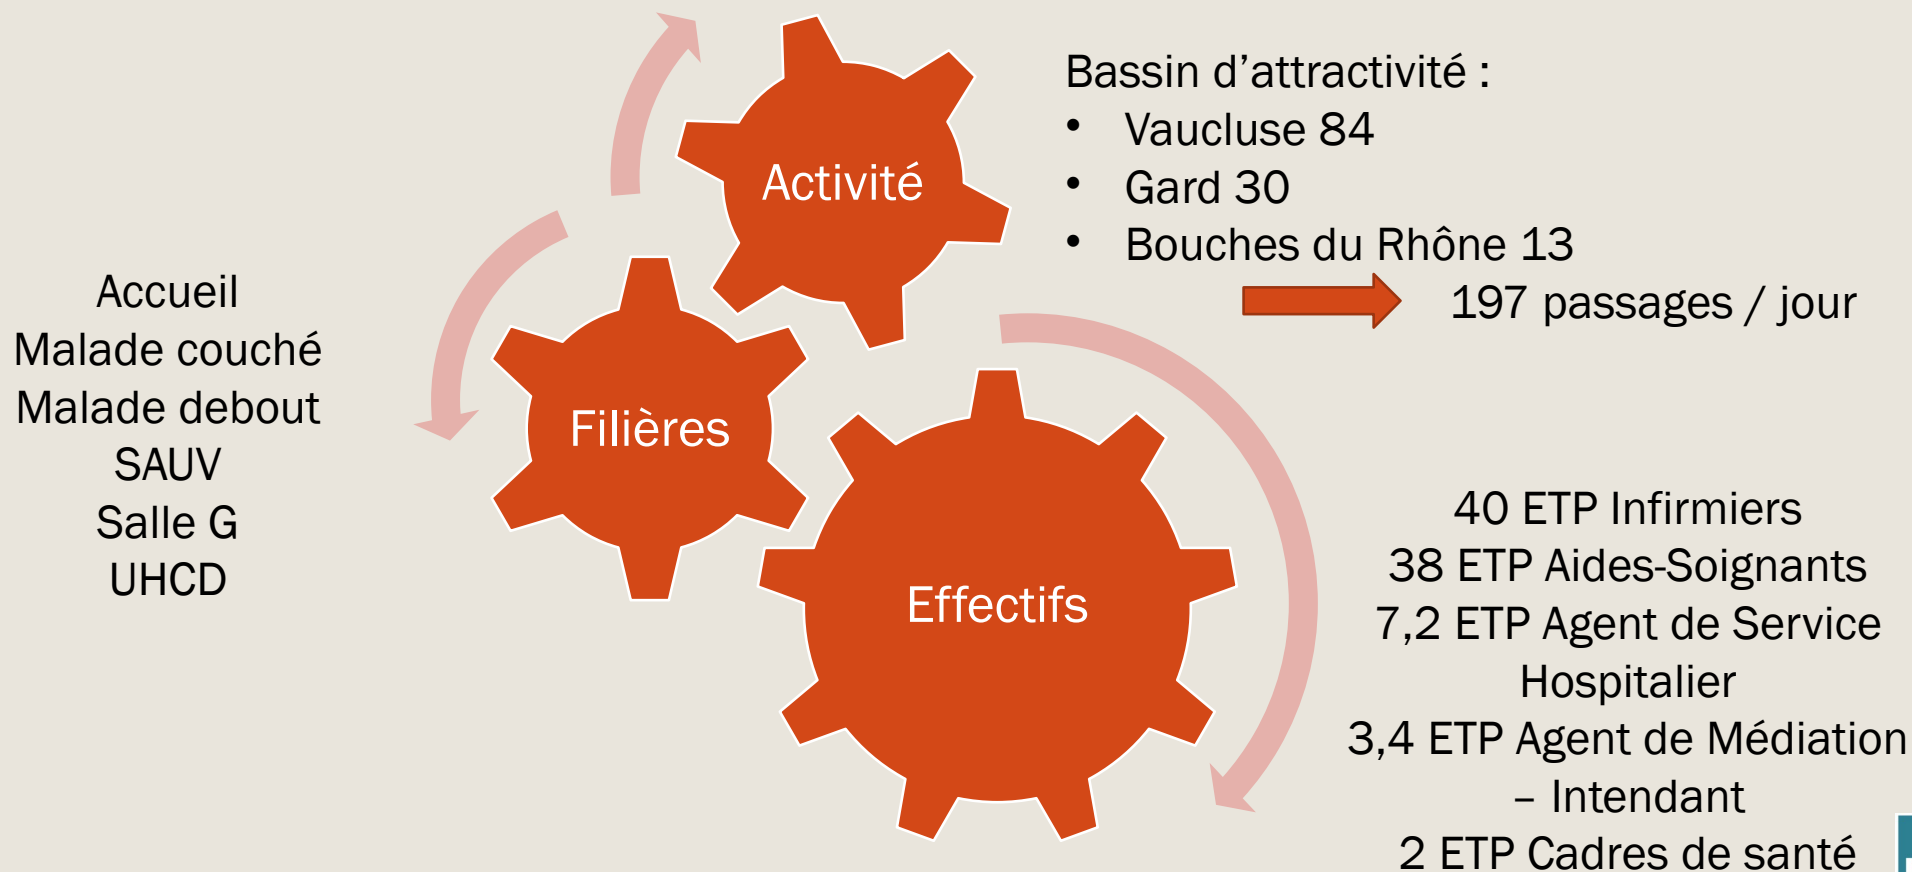 Activité
Bassin d’attractivité :
• Vaucluse 84
• Gard 30
• Bouches du Rhône 13
197 passages / jour
Accueil
Malade couché
Malade debout
SAUV
Salle G
UHCD
Filières
Effectifs
40 ETP Infirmiers
38 ETP Aides-Soignants
7,2 ETP Agent de Service
Hospitalier
3,4 ETP Agent de Médiation
– Intendant
2 ETP Cadres de santé